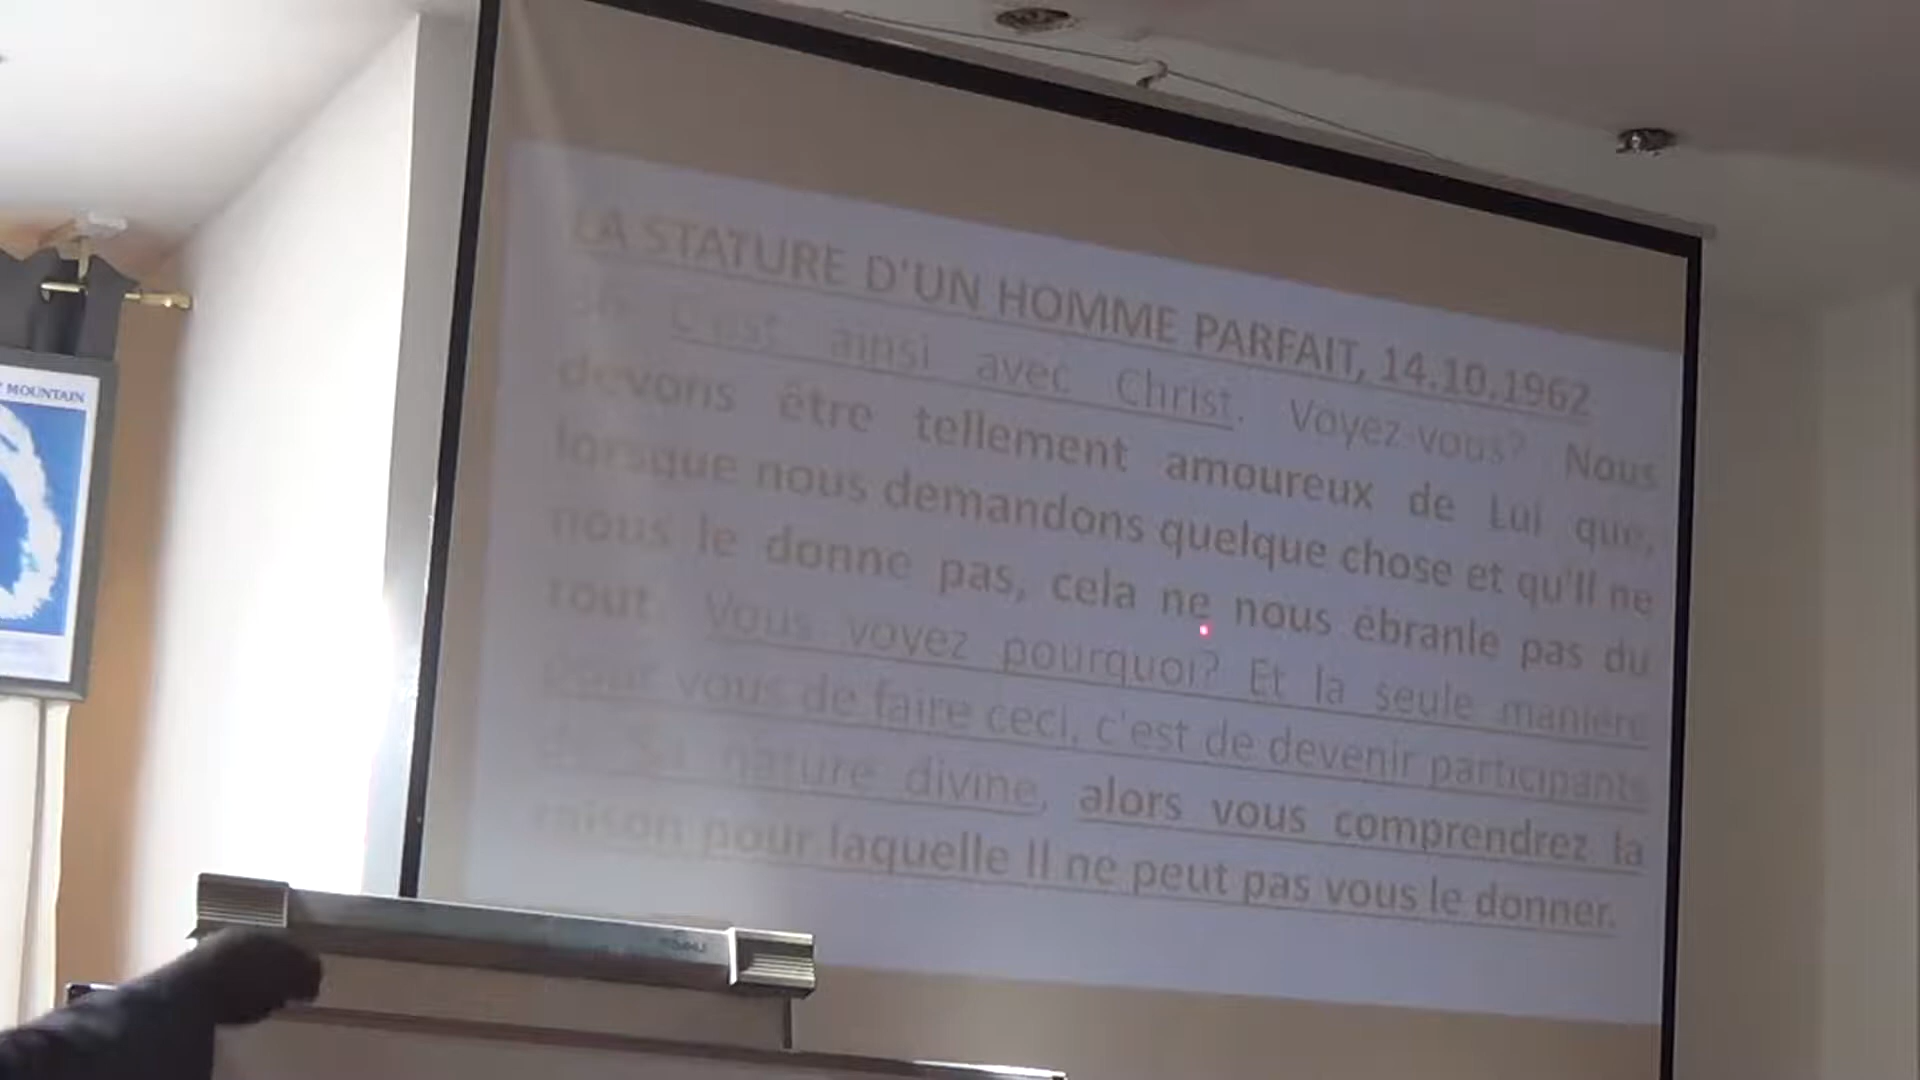 MOUNTAIN
LA STATURE D'UN HOMME PARFAIT, 14.10.1962
C'est ainsi avec Christ. Voyez-vous? Nous
devons être tellement amoureux de Lui que,
lorsque nous demandons quelque chose et qu'Il ne
nous le donne pas, cela ne nous ébranle pas du
tout. Vous voyez pourquoi? Et la seule manière
pour vous de faire ceci, c'est de devenir participants
de Sa nature divine, alors vous comprendrez la
raison pour laquelle Il ne peut pas vous le donner.